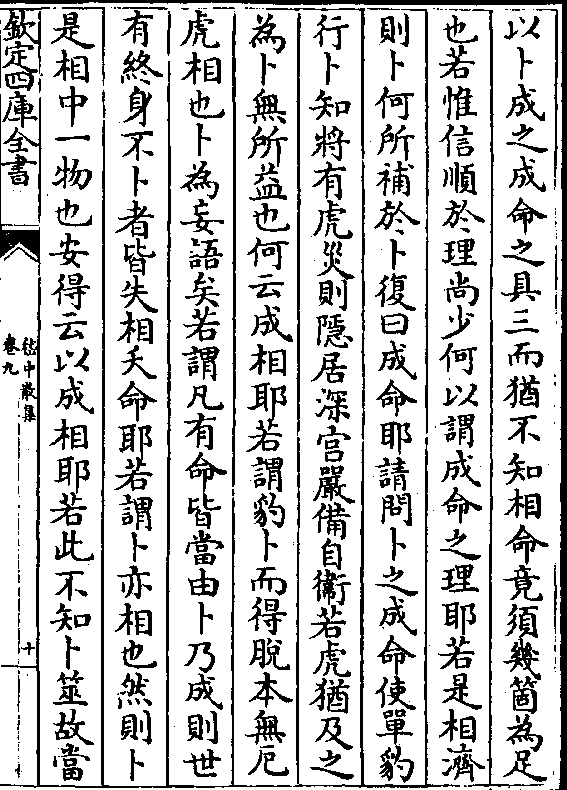 以卜成之成命之具三而猶不知相命竟須幾箇為足
也若惟信順於理尚少何以謂成命之理耶若是相濟
則卜何所補於卜復曰成命耶請問卜之成命使單豹
行卜知將有虎災則隱居深宫嚴備自衞若虎猶及之
為卜無所益也何云成相耶若謂豹卜而得脫本無厄
虎相也卜為妄語矣若謂凡有命皆當由卜乃成則世
有終身不卜者皆失相夭命耶若謂卜亦相也然則卜
是相中一物也安得云以成相耶若此不知卜筮故當
欽定四庫全書
嵇中散集
卷九
十